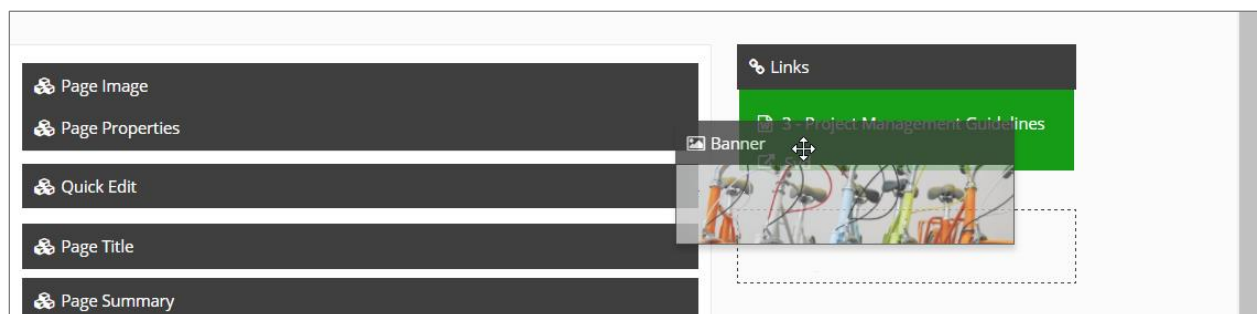 Page Image
Page Properties
Quick Edit
Page Title
Page Summary
Links
3 - Project Management Guidelines
Banner